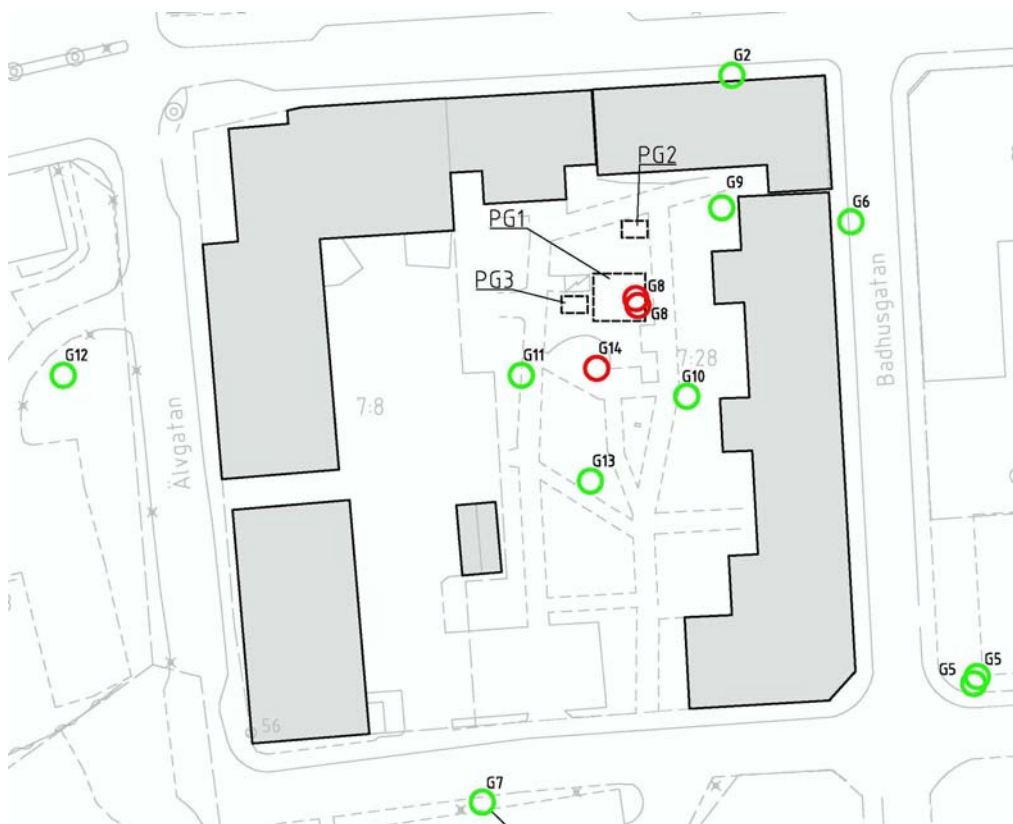 G2
PG2
G9
G6
PG1
G8
PG3
G8
G14
7:28
G12
G11
G10
Badhusgatan
7:8
Älvgatan
G13
G5
G5
56
G7